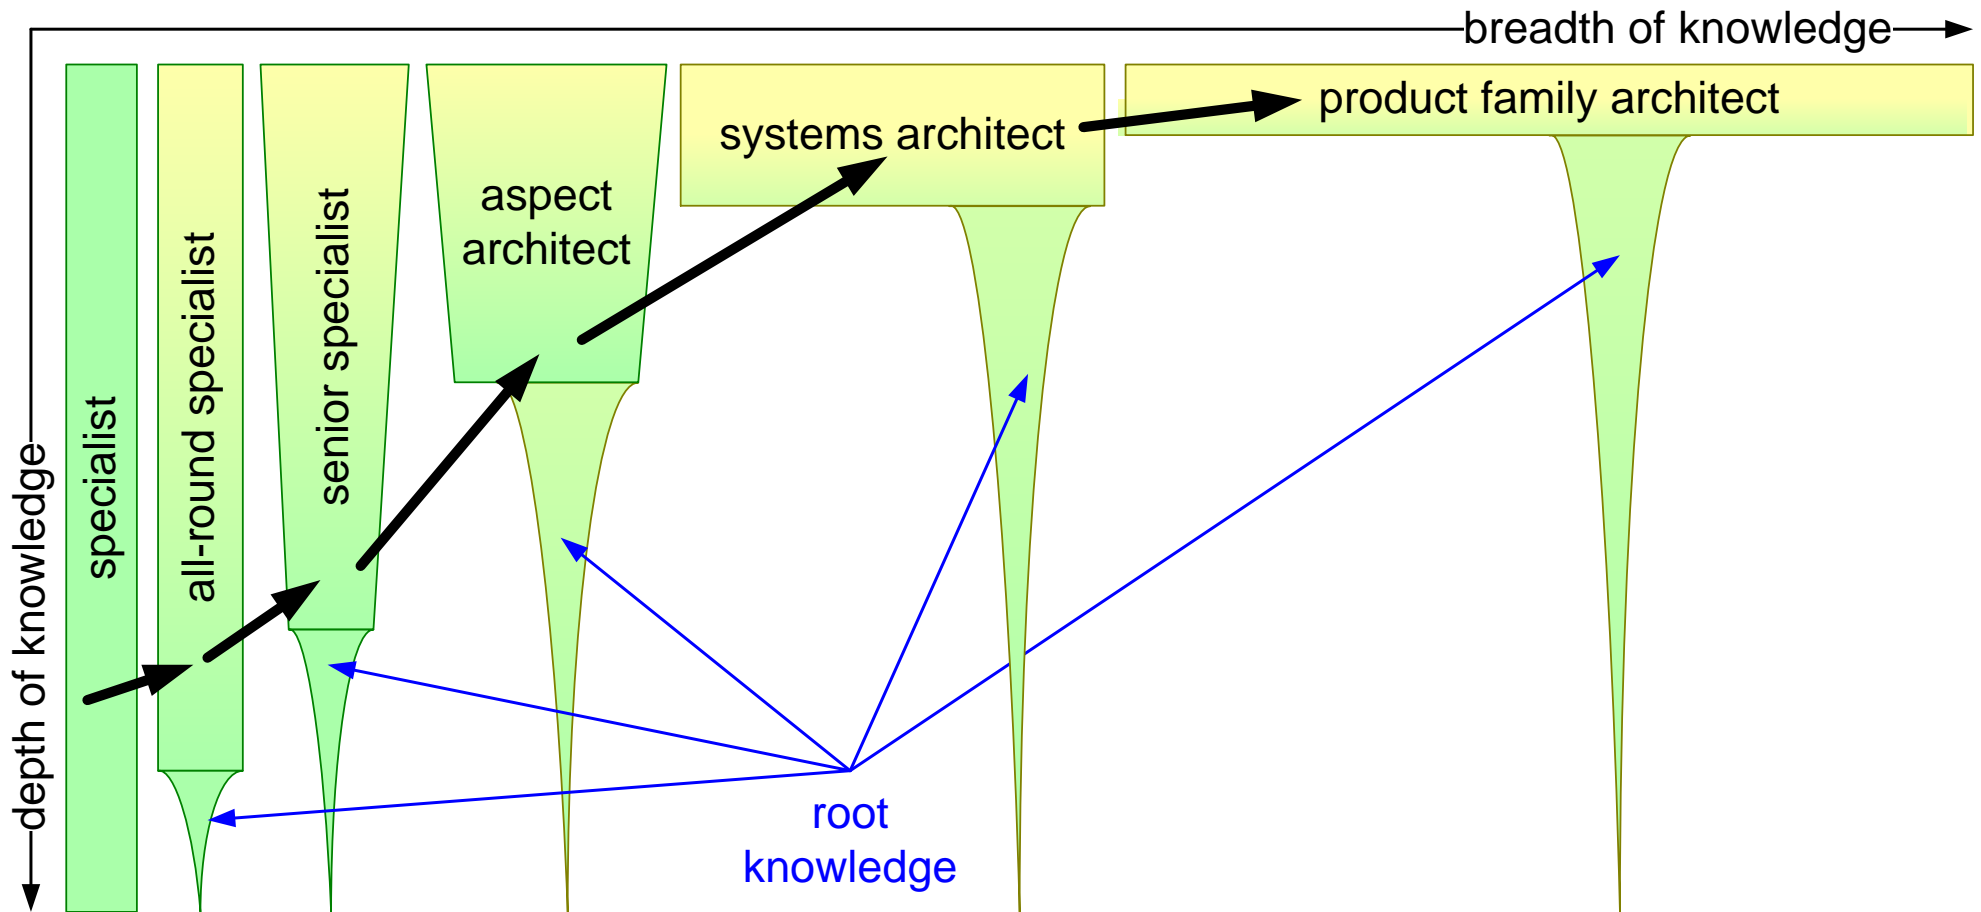 breadth of knowledge
depth of knowledge
specialist
all-round specialist
senior specialist
aspect
architect
systems architect
product family architect
root
knowledge